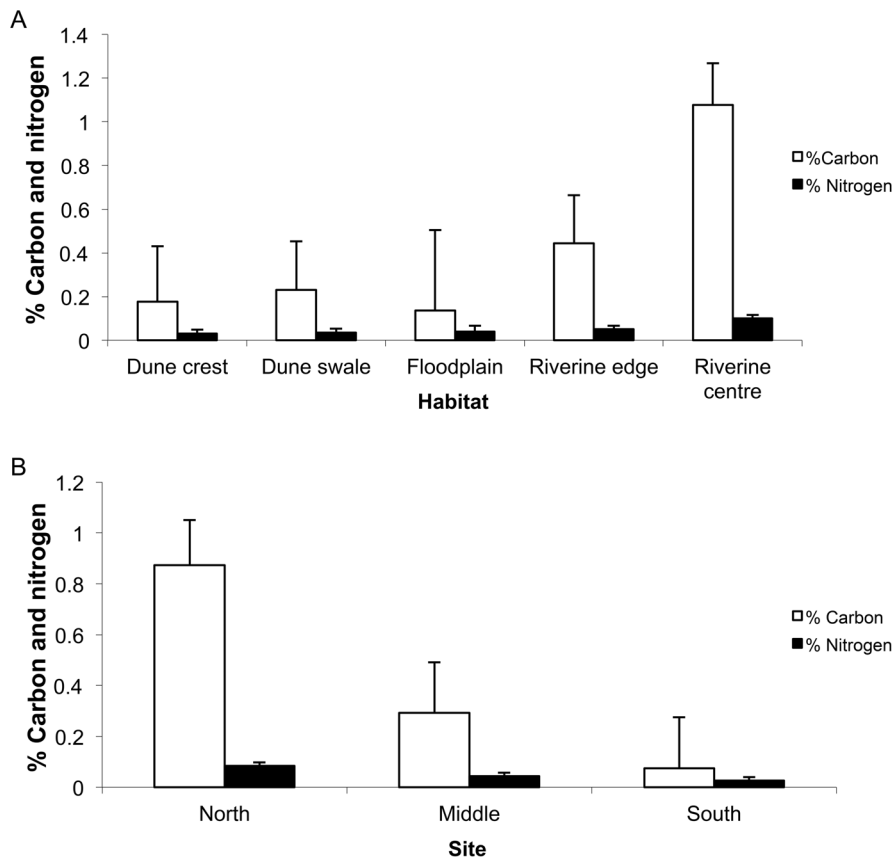 A
% Carbon and nitrogen
1.4
1.2
1
0.8
0.6
0.4
0.2
0
Dune crest
Dune swale
Floodplain
Riverine edge
Riverine
centre
Habitat
%Carbon
% Nitrogen
B
% Carbon and nitrogen
1.2
1
0.8
0.6
0.4
0.2
0
North
Middle
South
Site
% Carbon
% Nitrogen